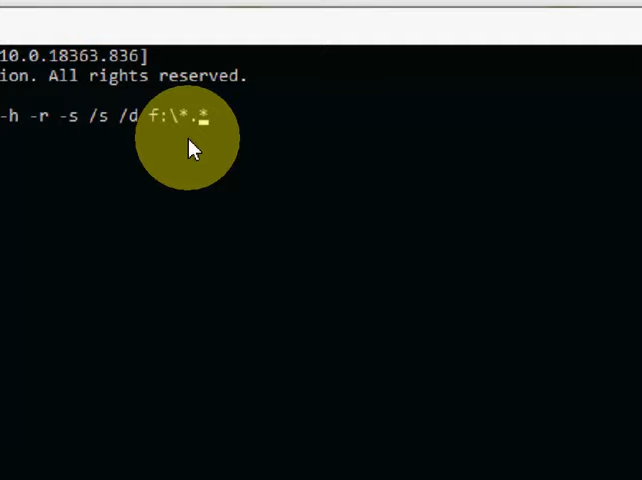 10.0.18363.836]
ion. All rights reserved.
-h -r -s /s /d f:\*.*